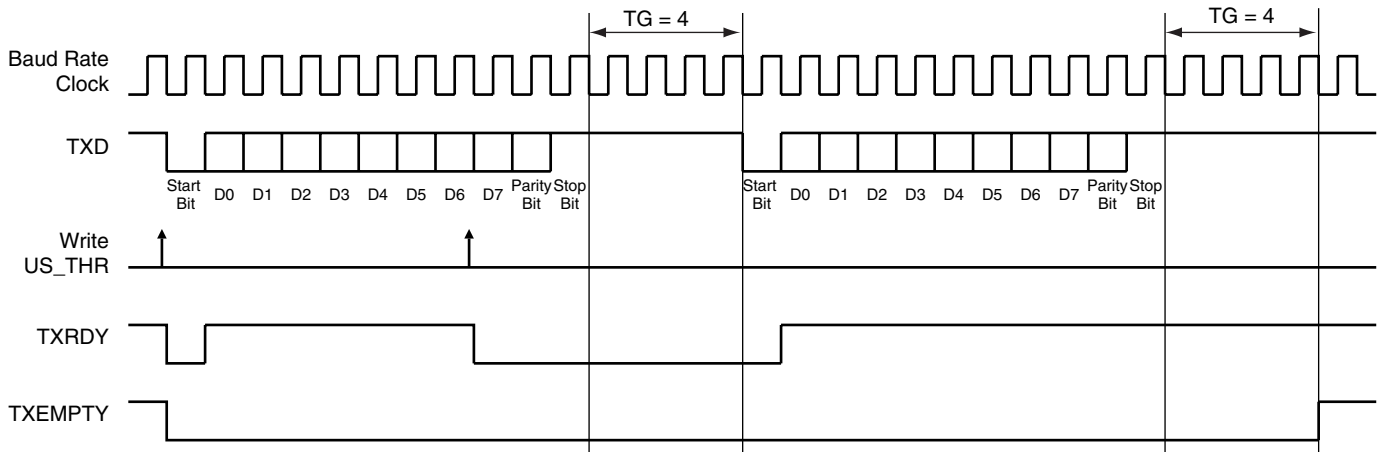 TG = 4
TG = 4
Baud Rate
Clock
TXD
Start
Bit
D0
D1
D2
D3
D4
D5
D6
D7
Parity
Bit
Stop
Bit
Start
Bit
D0
D1
D2
D3
D4
D5
D6
D7
Parity
Bit
Stop
Bit
Write
US_THR
TXRDY
TXEMPTY